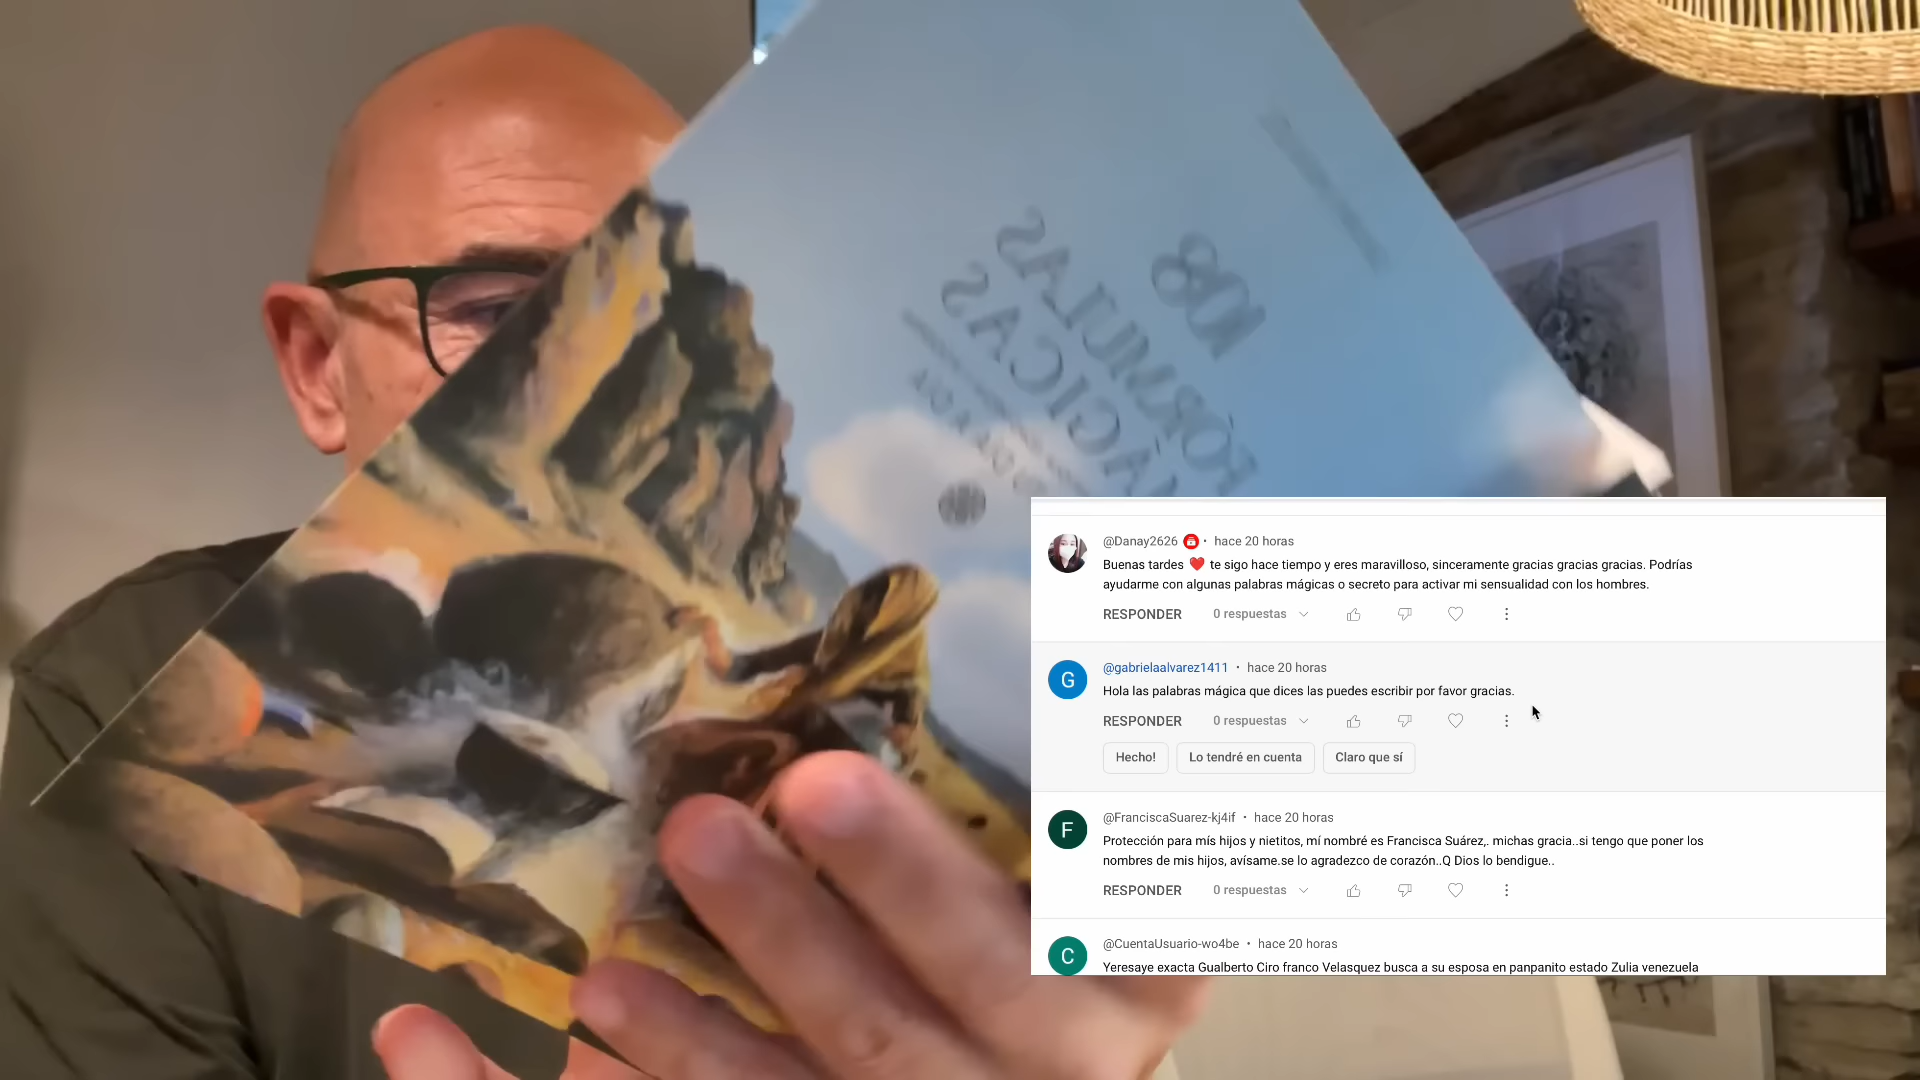 108
FÓRMULAS
MÁGICAS
@Danay2626 · hace 20 horas
Buenas tardes ❤️ te sigo hace tiempo y eres maravilloso, sinceramente gracias gracias gracias. Podrías
ayudarme con algunas palabras mágicas o secreto para activar mi sensualidad con los hombres.
RESPONDER 0 respuestas
G
@gabrielaalvarez1411 · hace 20 horas
Hola las palabras mágica que dices las puedes escribir por favor gracias.
RESPONDER 0 respuestas
Hecho! Lo tendré en cuenta Claro que sí
F
@FranciscaSuarez-kj4if · hace 20 horas
Protección para mís hijos y nietitos, mí nombré es Francisca Suárez,. michas gracia..si tengo que poner los
nombres de mis hijos, avísame.se lo agradezco de corazón..Q Dios lo bendigue..
RESPONDER 0 respuestas
C
@CuentaUsuario-wo4be · hace 20 horas
Yeresaye exacta Gualberto Ciro franco Velasquez busca a su esposa en panpanito estado Zulia venezuela